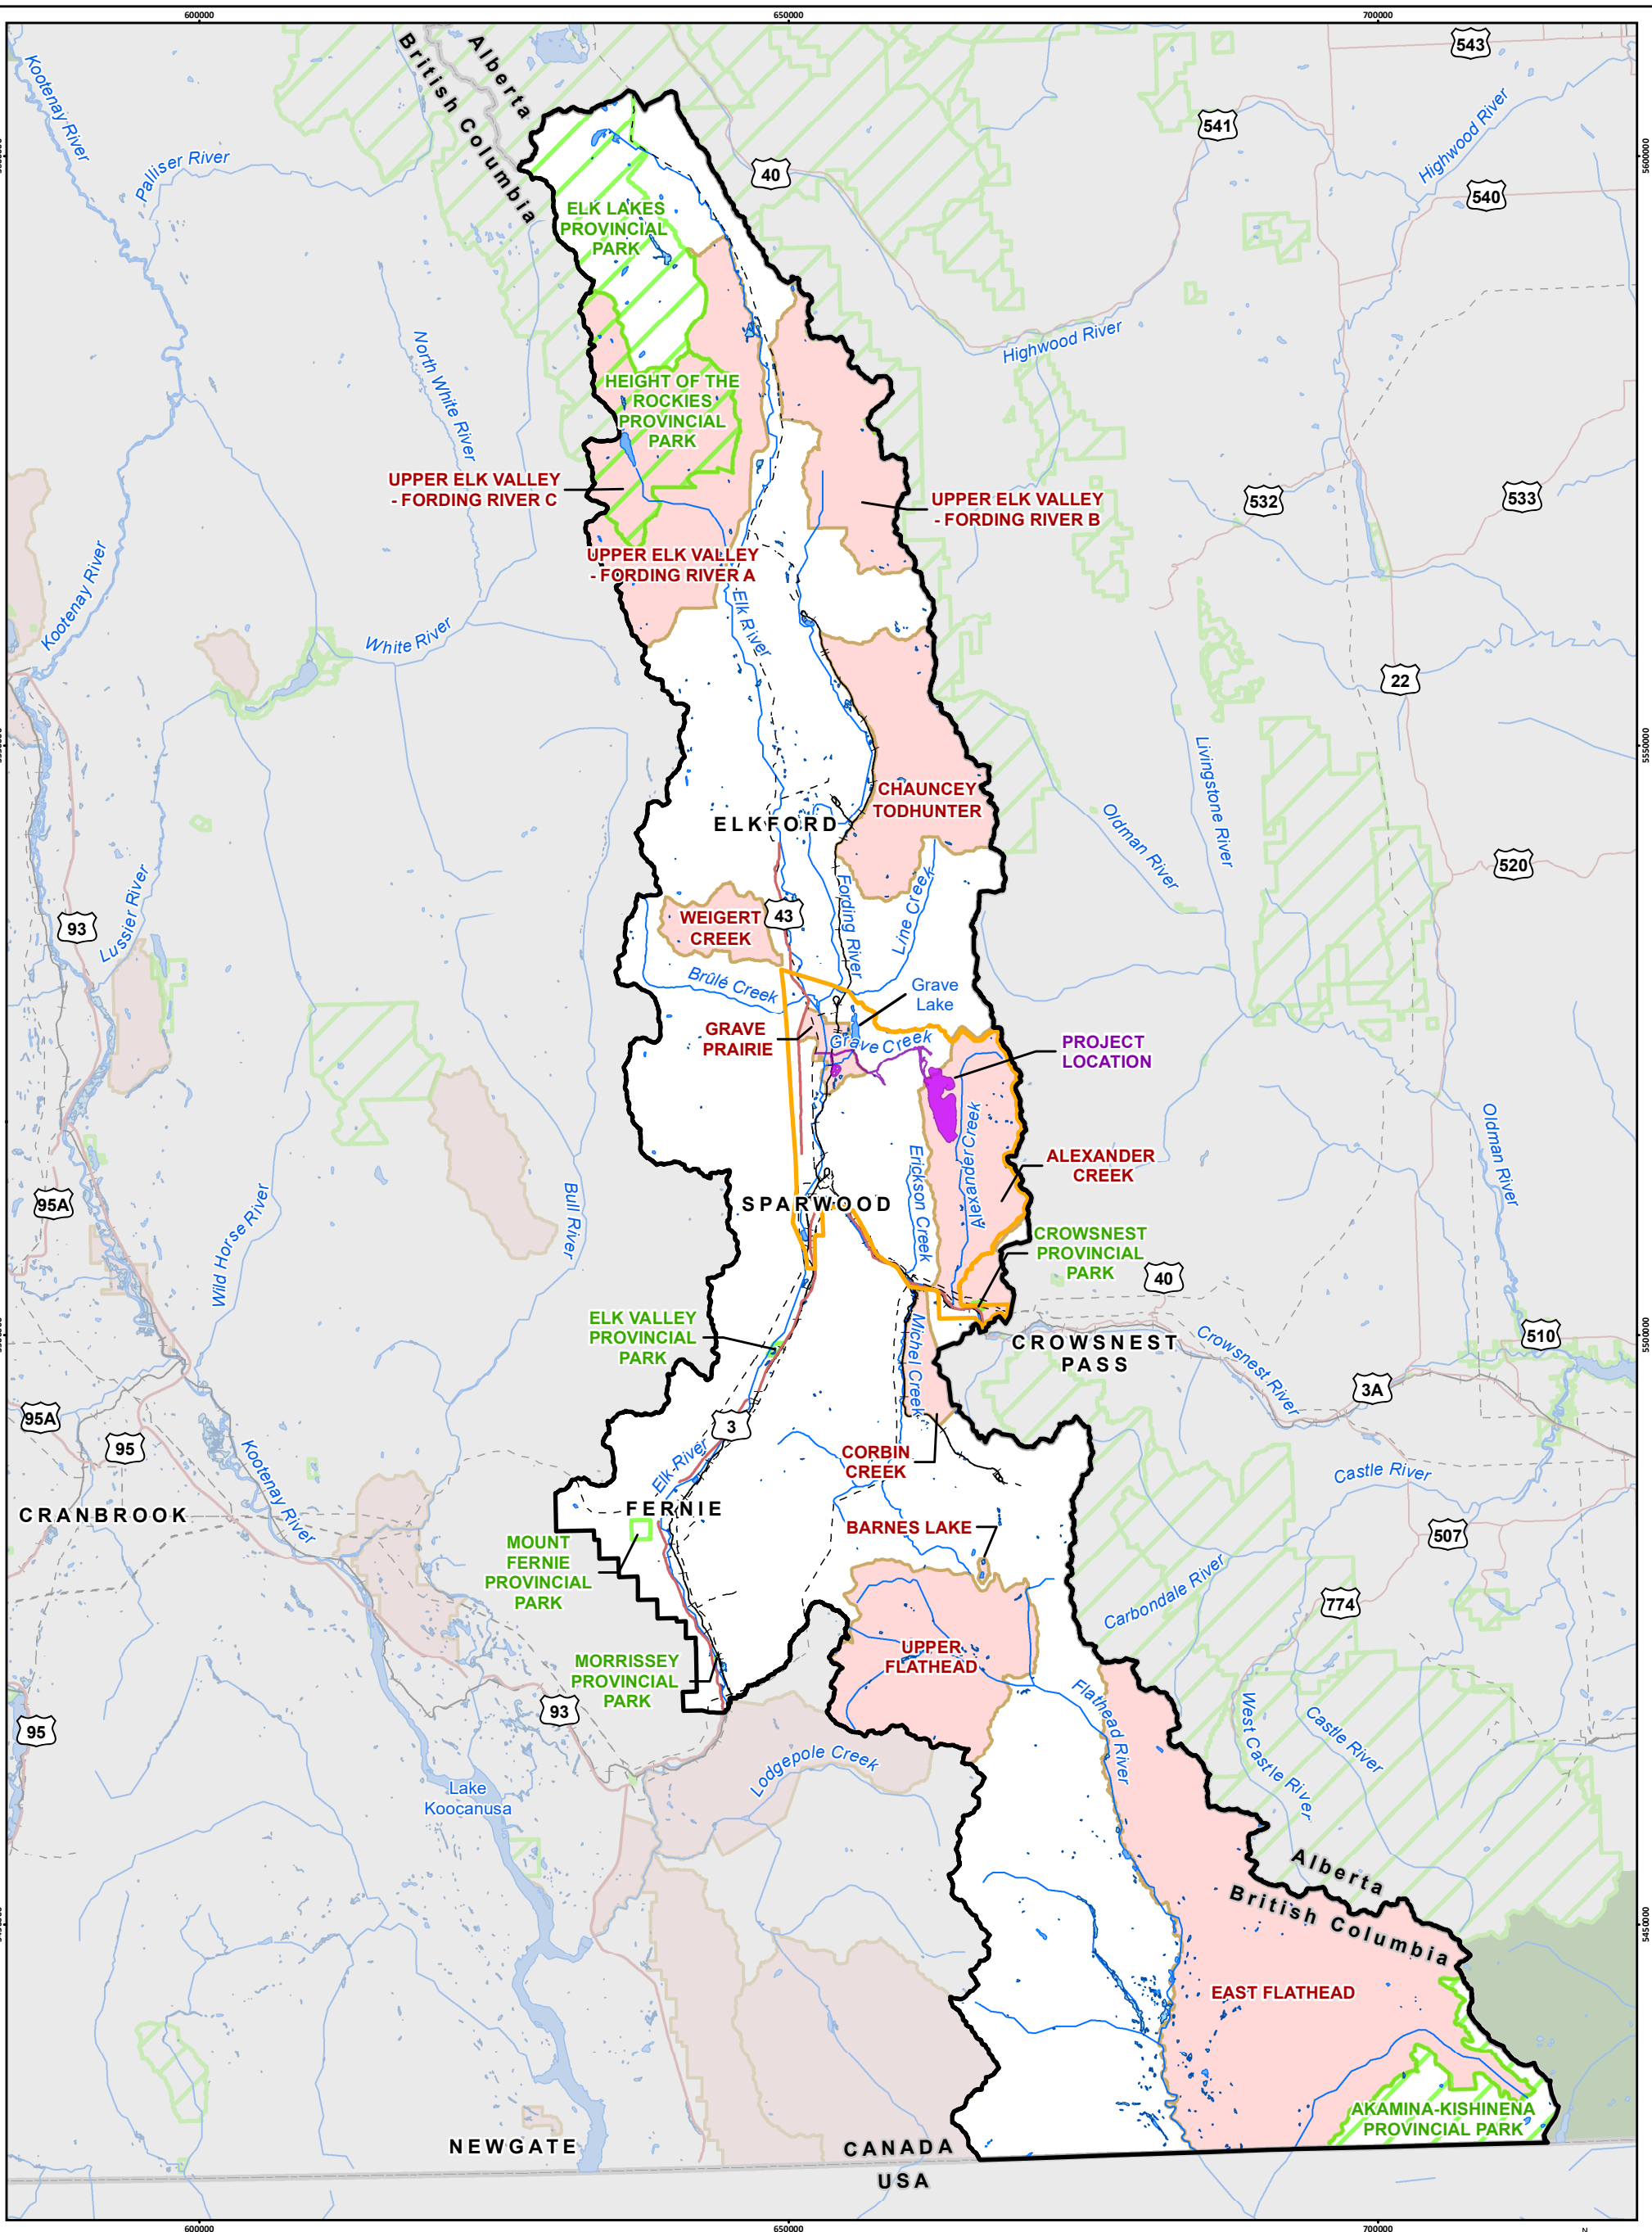 600000
650000
700000
Kootenay River
Alberta
British Columbia
543
541
Highwood River
Palliser River
40
5600000
540
ELK LAKES
PROVINCIAL
PARK
North White River
Highwood River
HEIGHT OF THE
ROCKIES
PROVINCIAL
PARK
UPPER ELK VALLEY
- FORDING RIVER C
UPPER ELK VALLEY
- FORDING RIVER B
532
533
UPPER ELK VALLEY
- FORDING RIVER A
Kootenay River
Elk River
White River
22
5550000
Livingstone River
CHAUNCEY
TODHUNTER
Oldman River
ELKFORD
520
Lussier River
Fording River
Line Creek
93
WEIGERT
CREEK
43
Brûlé Creek
Grave
Lake
GRAVE
PRAIRIE
Grave Creek
PROJECT
LOCATION
Oldman River
Alexander Creek
Erickson Creek
ALEXANDER
CREEK
95A
Wild Horse River
Bull River
SPARWOOD
CROWSNEST
PROVINCIAL
PARK
40
ELK VALLEY
PROVINCIAL
PARK
Michel Creek
CROWSNEST
PASS
Crowsnest River
510
5500000
3A
95A
95
3
Kootenay River
Elk River
CORBIN
CREEK
Castle River
CRANBROOK
FERNIE
BARNES LAKE
507
MOUNT
FERNIE
PROVINCIAL
PARK
Carbondale River
774
UPPER
FLATHEAD
MORRISSEY
PROVINCIAL
PARK
93
95
Flathead River
West Castle River
Castle River
Lodgepole Creek
Lake
Koocanusa
Alberta
British Columbia
5450000
EAST FLATHEAD
AKAMINA-KISHINENA
PROVINCIAL PARK
NEWGATE
CANADA
USA
600000
650000
700000